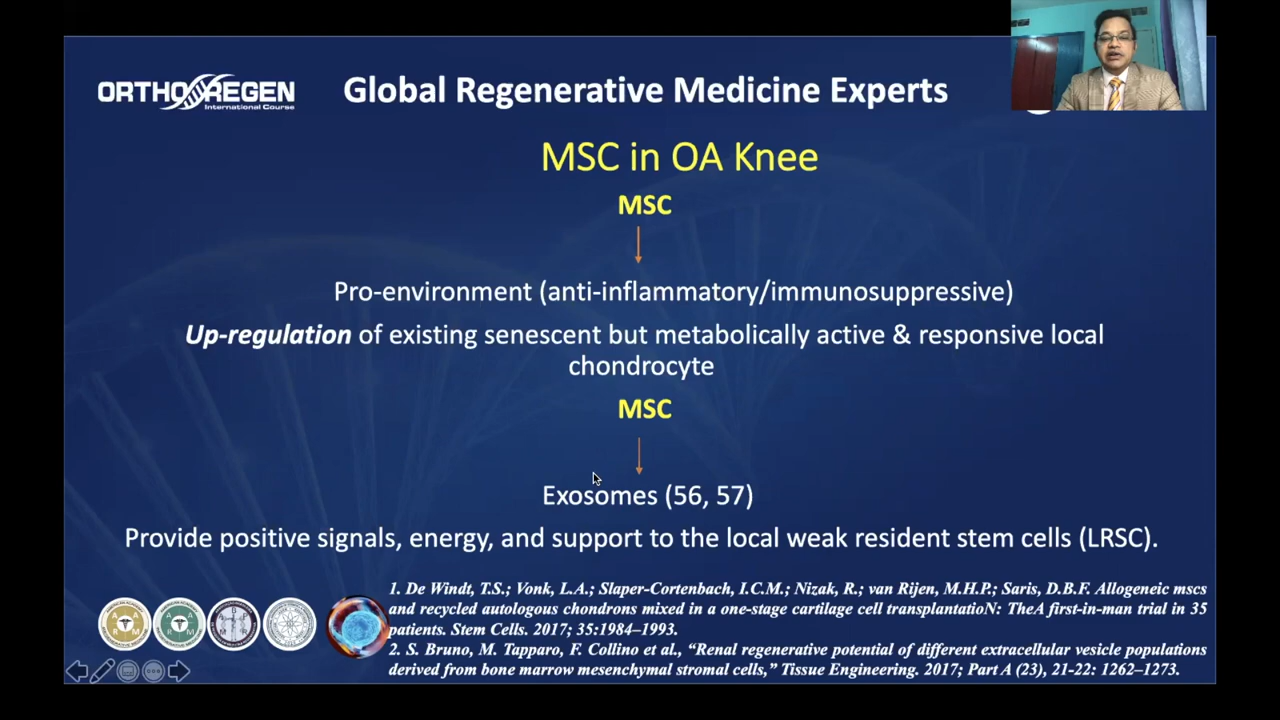 ORTHO REGEN
International Course
Global Regenerative Medicine Experts
MSC in OA Knee
MSC
Pro-environment (anti-inflammatory/immunosuppressive)
Up-regulation of existing senescent but metabolically active & responsive local
chondrocyte
MSC
Exosomes (56, 57)
Provide positive signals, energy, and support to the local weak resident stem cells (LRSC).
1. De Windt, T.S.; Vonk, L.A.; Slaper-Cortenbach, I.C.M.; Nizak, R.; van Rijen, M.H.P.; Saris, D.B.F. Allogeneic mscs
and recycled autologous chondrons mixed in a one-stage cartilage cell transplantatioN: TheA first-in-man trial in 35
patients. Stem Cells. 2017; 35:1984–1993.
2. S. Bruno, M. Tapparo, F. Collino et al., “Renal regenerative potential of different extracellular vesicle populations
derived from bone marrow mesenchymal stromal cells,” Tissue Engineering. 2017; Part A (23), 21-22: 1262–1273.